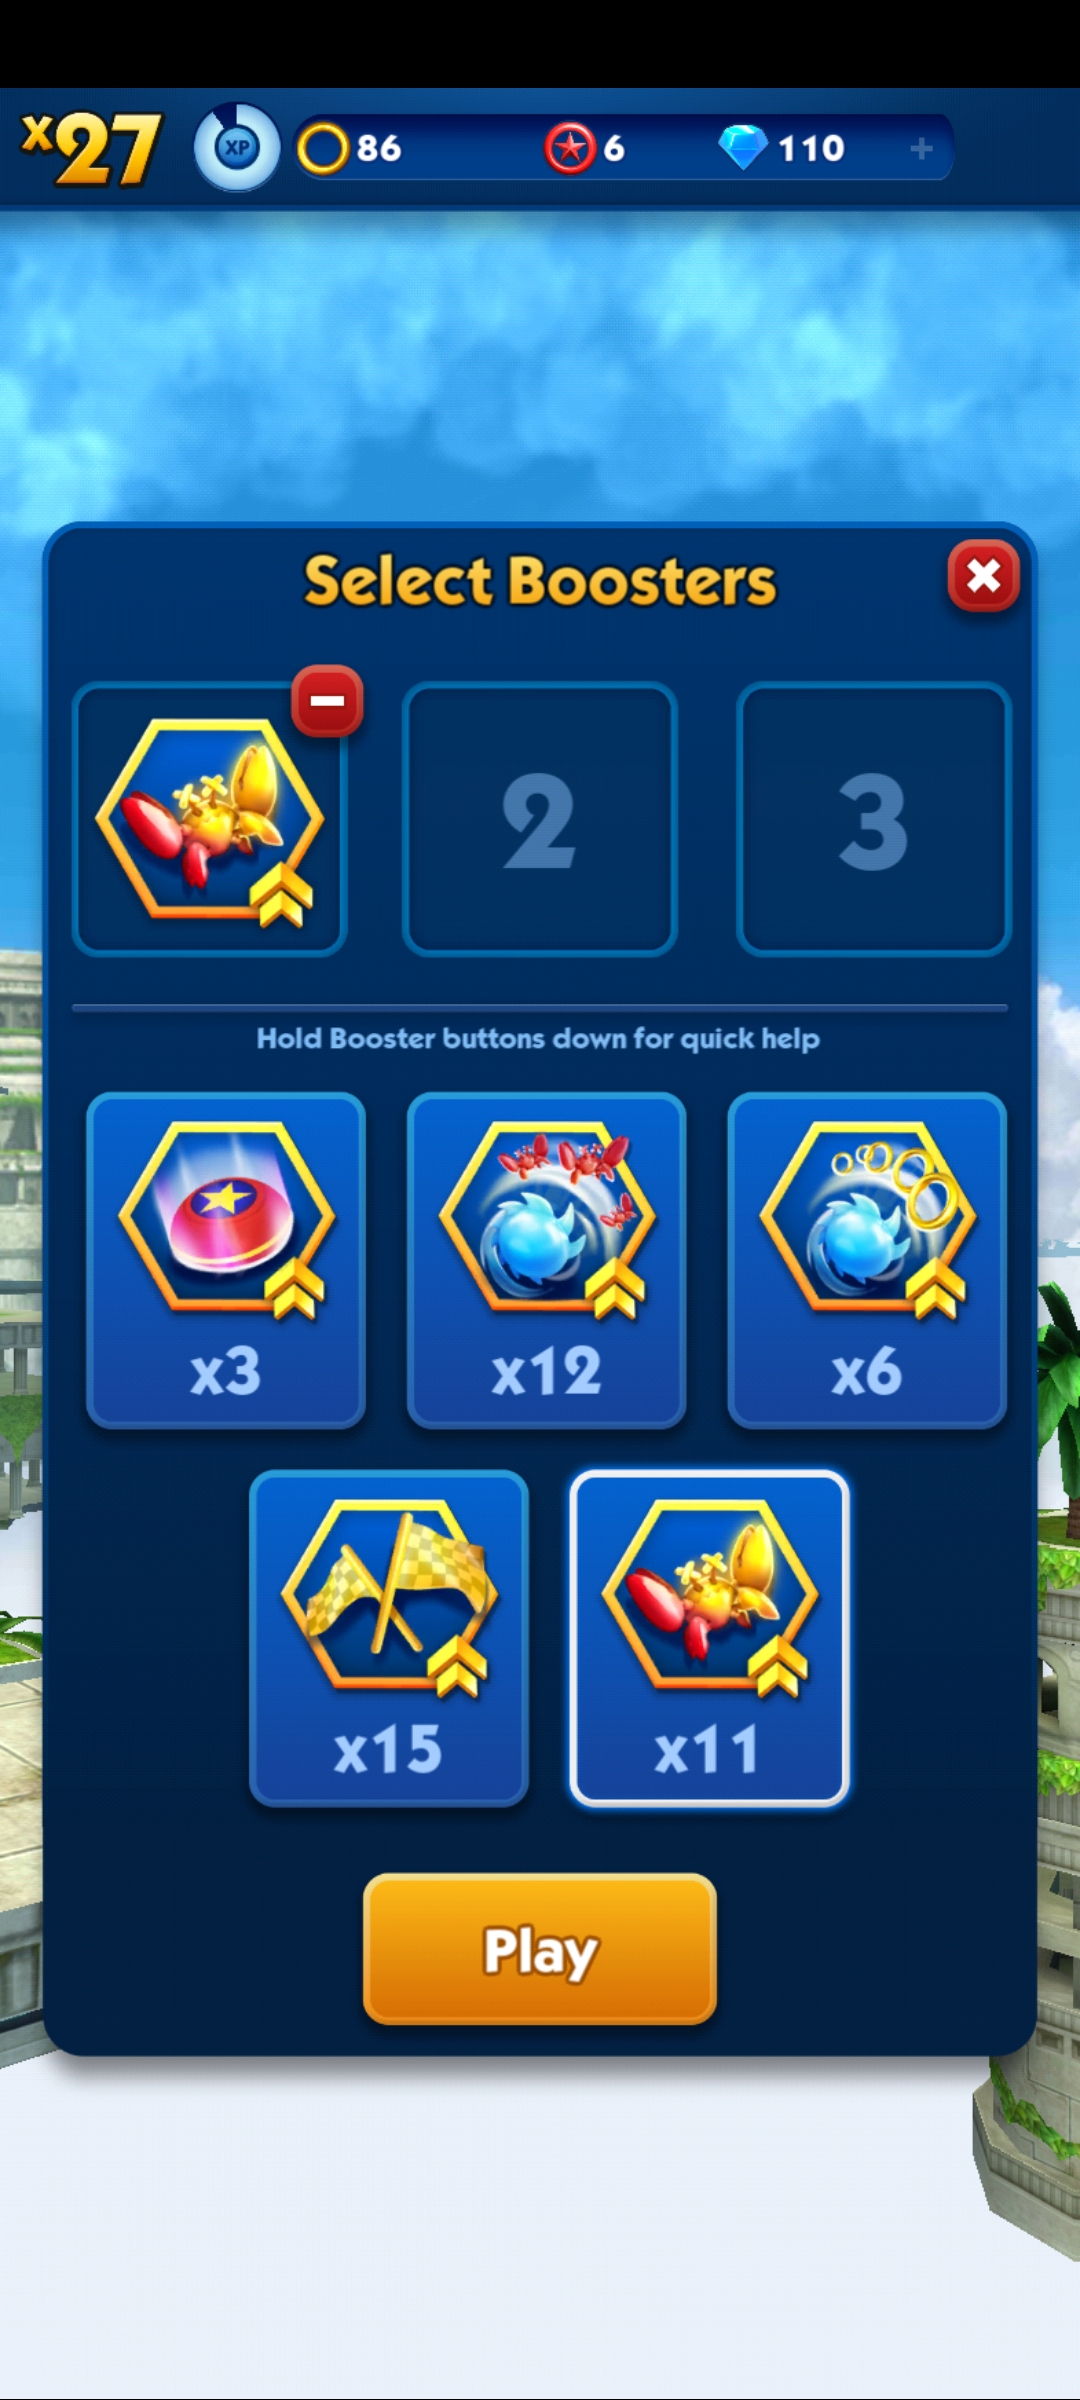 x27 XP 86 6 110 +
Select Boosters
2 3
Hold Booster buttons down for quick help
x3 x12 x6
x15 x11
Play